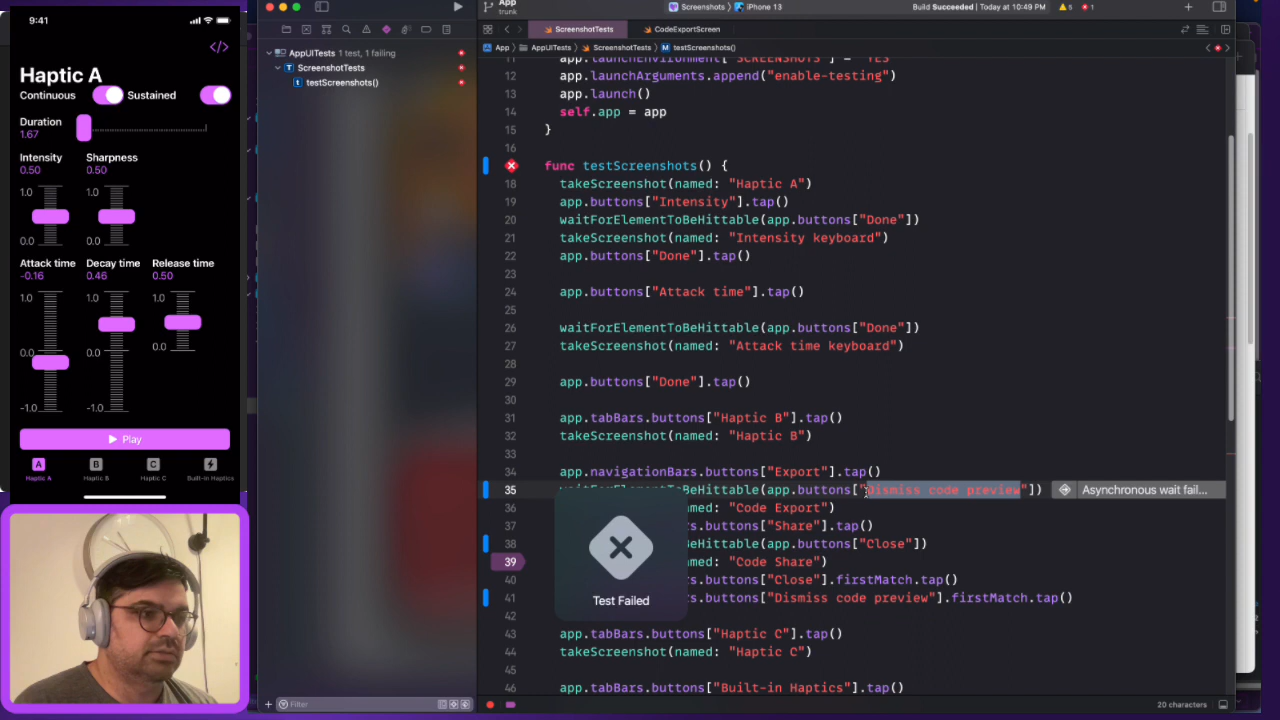 9:41
</>
Haptic A
Continuous
Sustained
Duration
1.67
Intensity
0.50
Sharpness
0.50
1.0
0.0
1.0
0.0
Attack time
-0.16
Decay time
0.46
Release time
0.50
1.0
0.0
-1.0
1.0
0.0
-1.0
1.0
0.0
Play
A
Haptic A
B
Haptic B
C
Haptic C
Built-in Haptics
App
trunk
Screenshots
iPhone 13
Build Succeeded | Today at 10:49 PM
5
1
ScreenshotTests
CodeExportScreen
App
AppUITests
ScreenshotTests
M testScreenshots()
AppUITests 1 test, 1 failing
T ScreenshotTests
t testScreenshots()
11 app.launchEnvironment["SCREENSHOTS"] = "YES"
12 app.launchArguments.append("enable-testing")
13 app.launch()
14 self.app = app
15 }
16
func testScreenshots() {
18 takeScreenshot(named: "Haptic A")
19 app.buttons["Intensity"].tap()
20 waitForElementToBeHittable(app.buttons["Done"])
21 takeScreenshot(named: "Intensity keyboard")
22 app.buttons["Done"].tap()
23
24 app.buttons["Attack time"].tap()
25
26 waitForElementToBeHittable(app.buttons["Done"])
27 takeScreenshot(named: "Attack time keyboard")
28
29 app.buttons["Done"].tap()
30
31 app.tabBars.buttons["Haptic B"].tap()
32 takeScreenshot(named: "Haptic B")
33
34 app.navigationBars.buttons["Export"].tap()
35 waitForElementToBeHittable(app.buttons["Dismiss code preview"])
Asynchronous wait fail...
36 named: "Code Export")
37 s.buttons["Share"].tap()
38 BeHittable(app.buttons["Close"])
39 named: "Code Share")
40 s.buttons["Close"].firstMatch.tap()
41 s.buttons["Dismiss code preview"].firstMatch.tap()
42
43 app.tabBars.buttons["Haptic C"].tap()
44 takeScreenshot(named: "Haptic C")
45
46 app.tabBars.buttons["Built-in Haptics"].tap()
Test Failed
Filter
20 characters